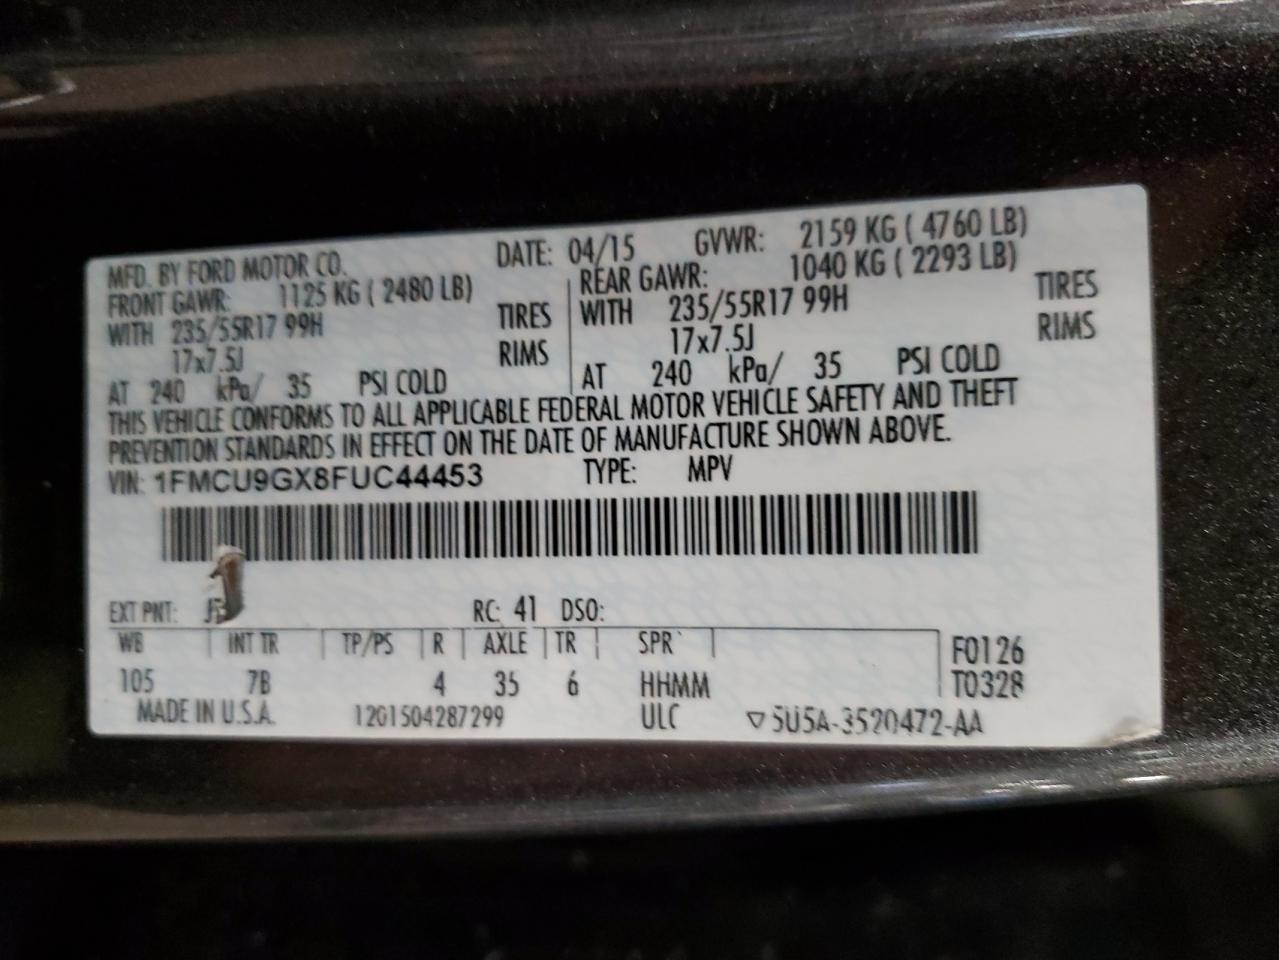 MFD. BY FORD MOTOR CO. DATE: 04/15 GVWR: 2159 KG ( 4760 LB)
FRONT GAWR: 1125 KG ( 2480 LB) REAR GAWR: 1040 KG ( 2293 LB)
WITH 235/55R17 99H TIRES WITH 235/55R17 99H TIRES
17x7.5J RIMS 17x7.5J RIMS
AT 240 kPa/ 35 PSI COLD AT 240 kPa/ 35 PSI COLD
THIS VEHICLE CONFORMS TO ALL APPLICABLE FEDERAL MOTOR VEHICLE SAFETY AND THEFT
PREVENTION STANDARDS IN EFFECT ON THE DATE OF MANUFACTURE SHOWN ABOVE.
VIN: 1FMCU9GX8FUC44453 TYPE: MPV
EXT PNT: RC: 41 DSO:
WB INT TR TP/PS R AXLE TR SPR F0126
105 7B 4 35 6 HHMM T0328
MADE IN U.S.A. 12G1504287299 ULC ▽5U5A-3520472-AA